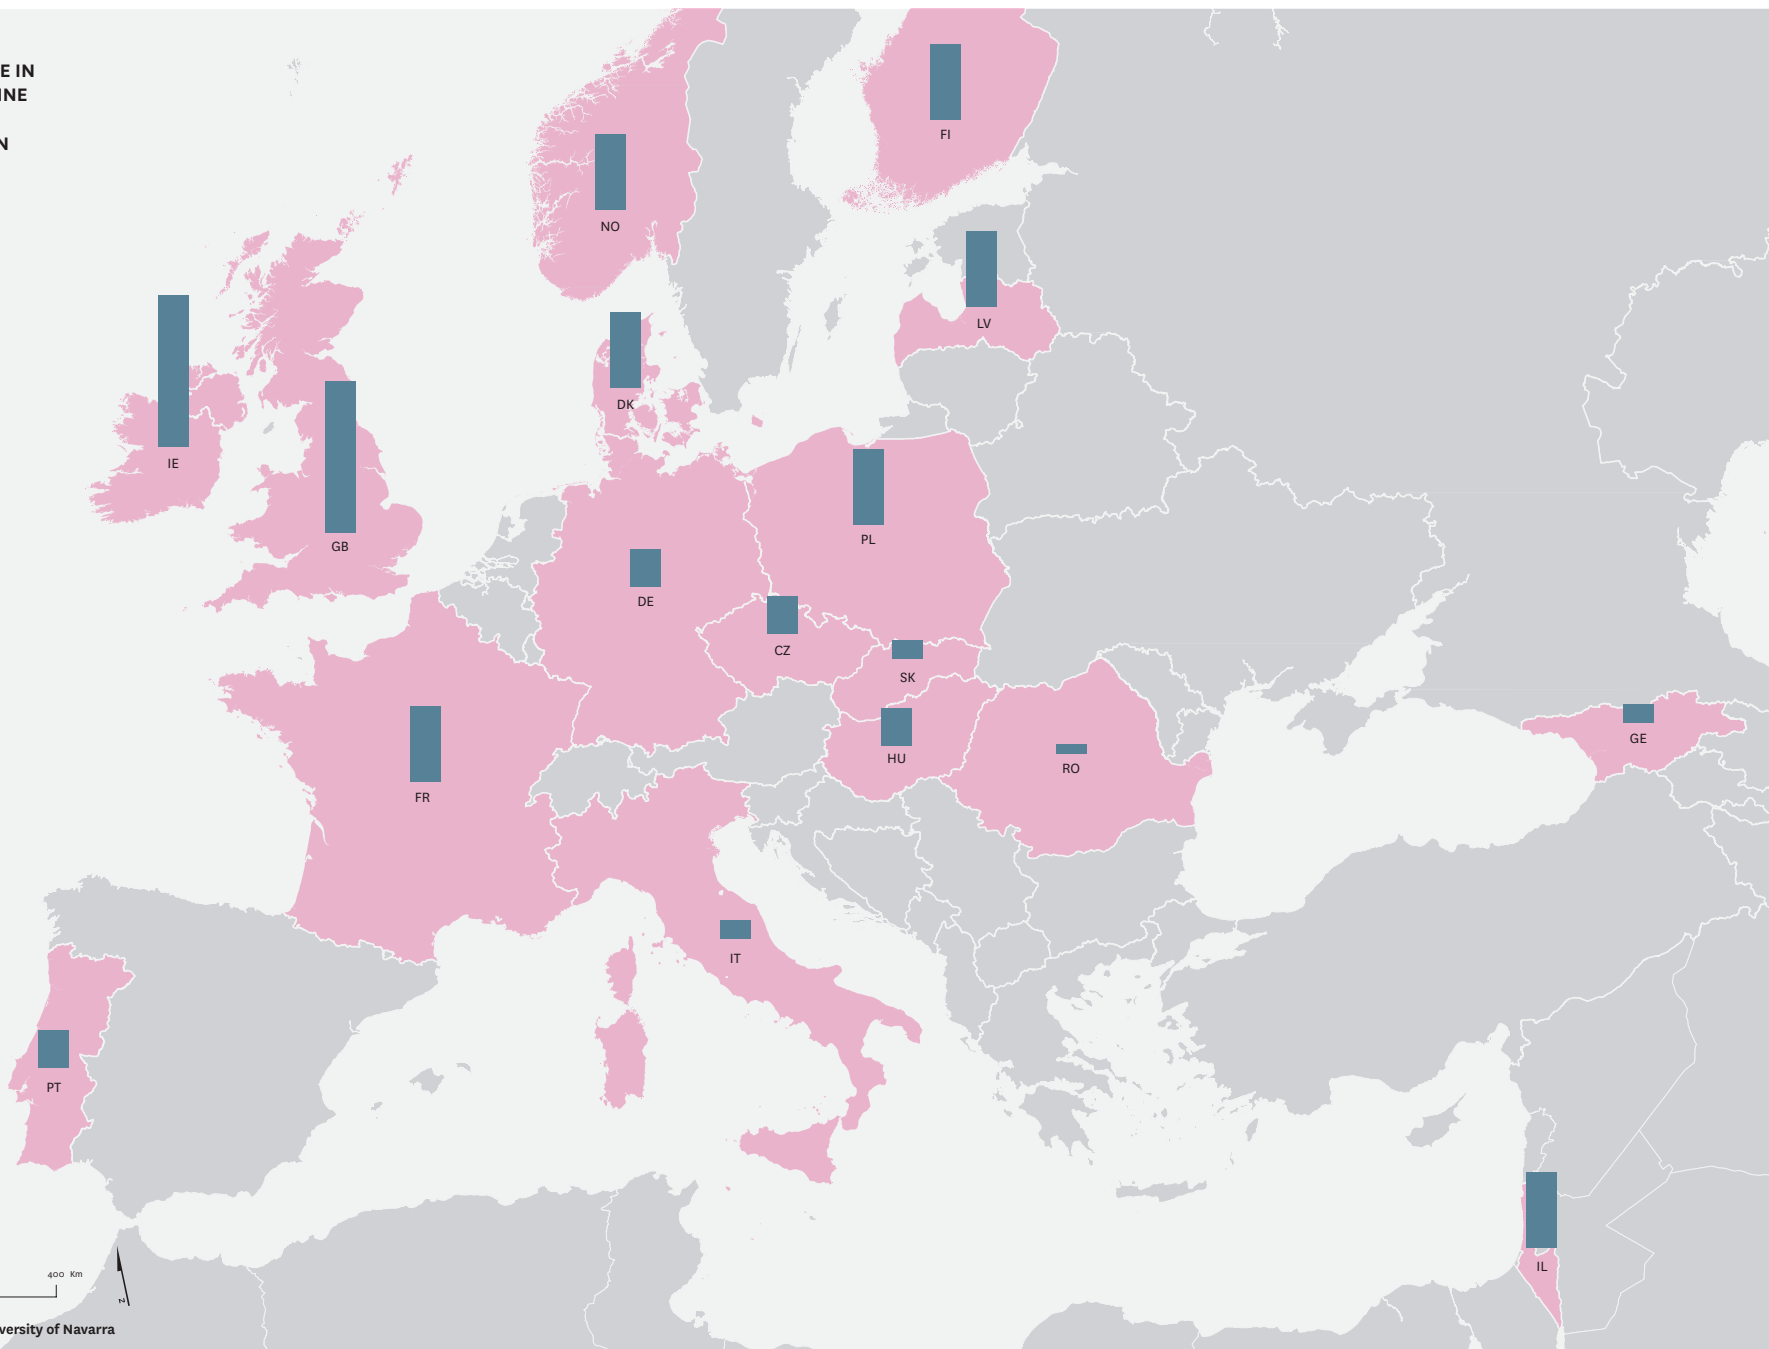 E IN
INE
N
FI
NO
LV
DK
IE
GB
PL
DE
CZ
SK
HU
RO
GE
FR
IT
PT
IL
400 Km
N
versity of Navarra